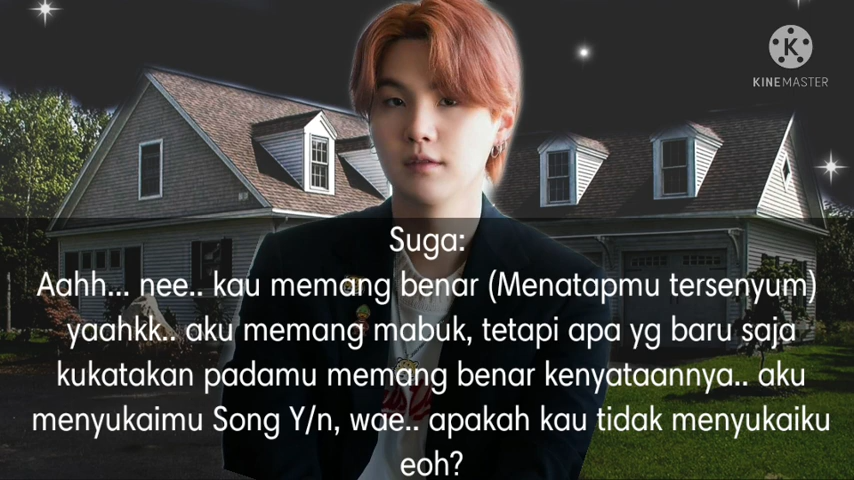 KINEMASTER
Suga:
Aahh... nee.. kau memang benar (Menatapmu tersenyum)
yaahkk.. aku memang mabuk, tetapi apa yg baru saja
kukatakan padamu memang benar kenyataannya.. aku
menyukaimu Song Y/n, wae.. apakah kau tidak menyukaiku
eoh?